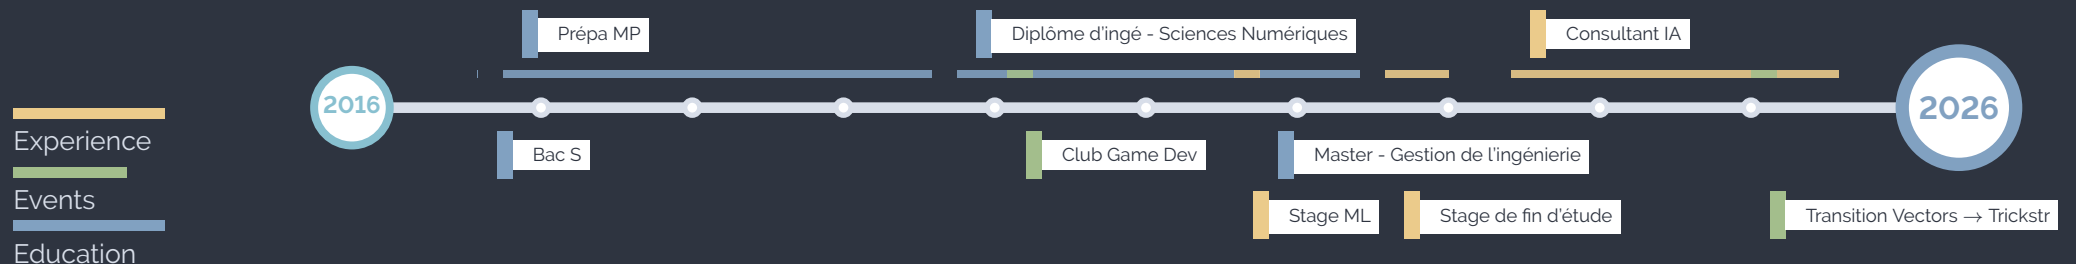 Prépa MP
Diplôme d'ingé - Sciences Numériques
Consultant IA
2016
2026
Experience
Events
Education
Bac S
Club Game Dev
Master - Gestion de l'ingénierie
Stage ML
Stage de fin d'étude
Transition Vectors → Trickstr